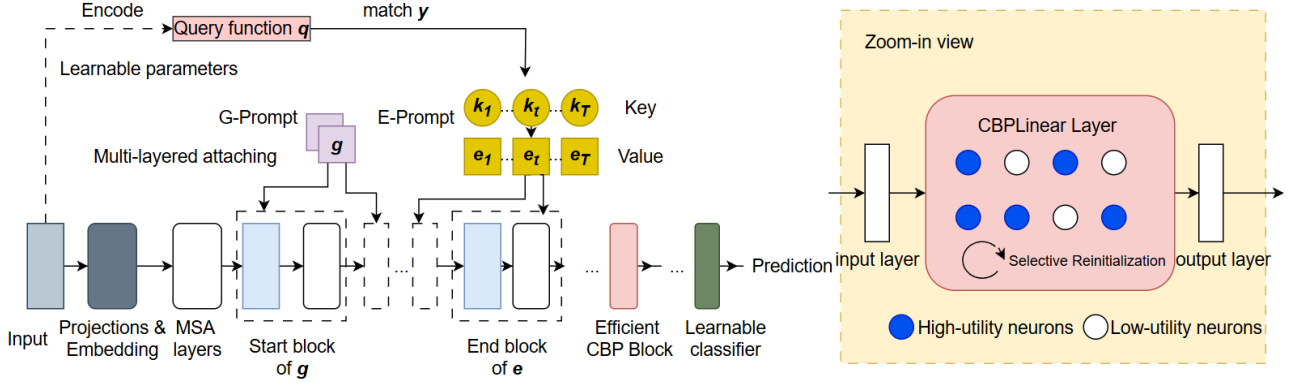 Encode
Query function q
match y
Learnable parameters
G-Prompt
g
Multi-layered attaching
E-Prompt
k1 ... kt ... kT
Key
e1 ... et ... eT
Value
...
...
...
Prediction
Input
Projections &
Embedding
MSA
layers
Start block
of g
End block
of e
Efficient
CBP Block
Learnable
classifier
Zoom-in view
CBPLinear Layer
input layer
Selective Reinitialization
output layer
High-utility neurons
Low-utility neurons